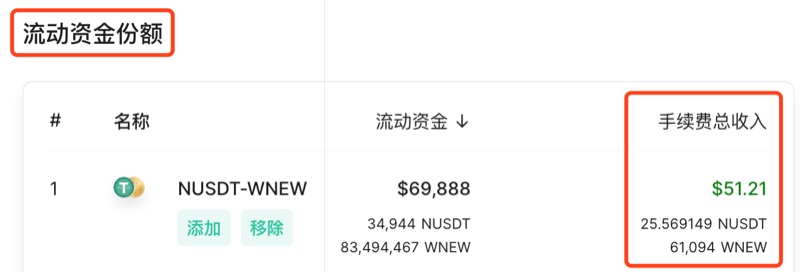 流动资金份额
# 名称 流动资金 ↓ 手续费总收入
1 NUSDT-WNEW $69,888 $51.21
添加 移除 34,944 NUSDT 25.569149 NUSDT
83,494,467 WNEW 61,094 WNEW